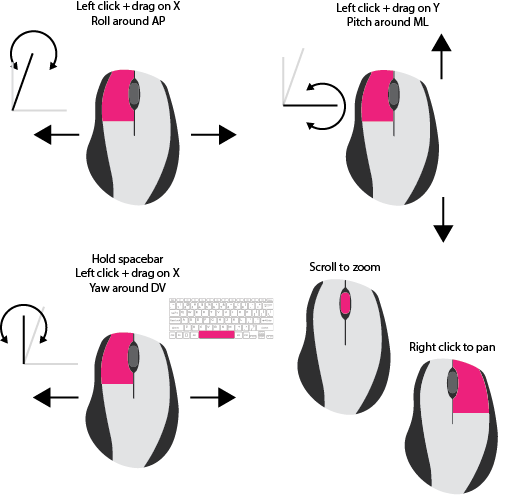 Left click + drag on X
Roll around AP
Left click + drag on Y
Pitch around ML
Hold spacebar
Left click + drag on X
Yaw around DV
Scroll to zoom
Right click to pan